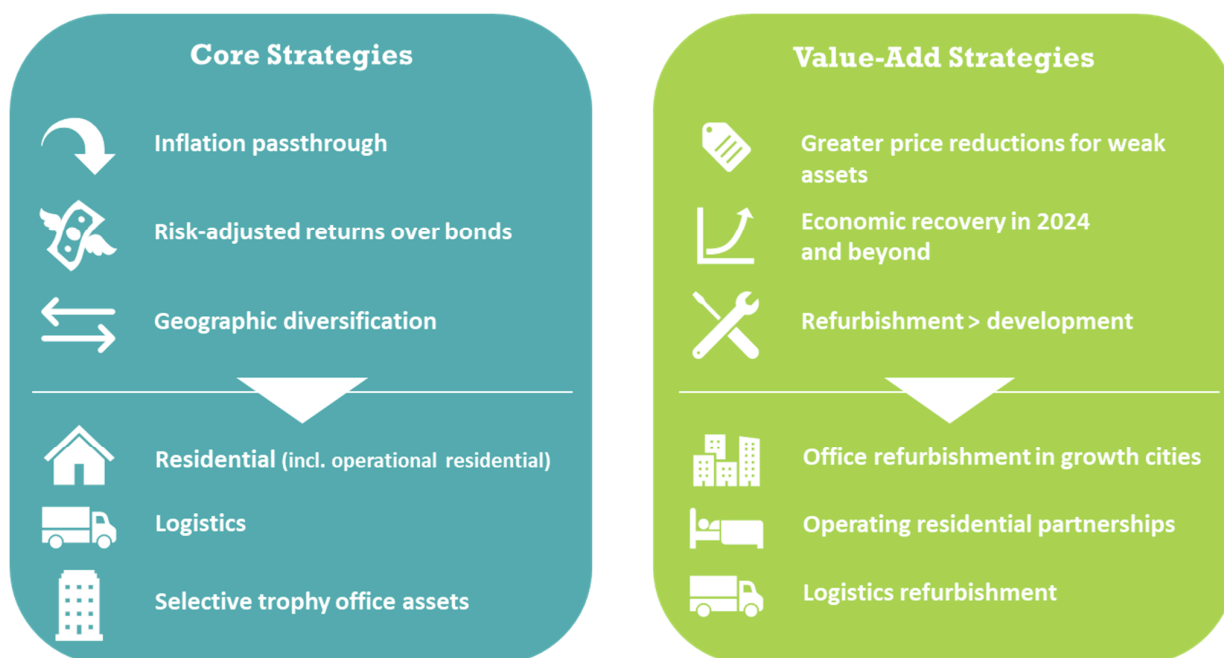 Core Strategies
Inflation passthrough
Risk-adjusted returns over bonds
Geographic diversification
Residential (incl. operational residential)
Logistics
Selective trophy office assets
Value-Add Strategies
Greater price reductions for weak
assets
Economic recovery in 2024
and beyond
Refurbishment > development
Office refurbishment in growth cities
Operating residential partnerships
Logistics refurbishment